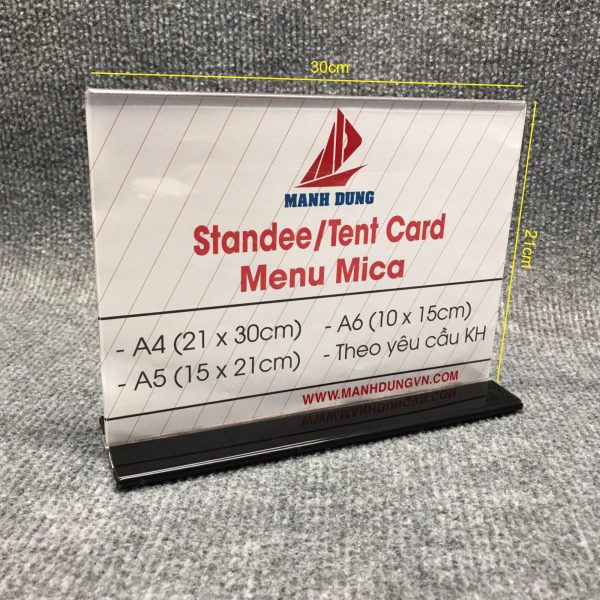 30cm
21cm
MANH DUNG
Standee/Tent Card
Menu Mica
- A4 (21 x 30cm)
- A5 (15 x 21cm)
- A6 (10 x 15cm)
- Theo yêu cầu KH
WWW.MANHDUNGVN.COM